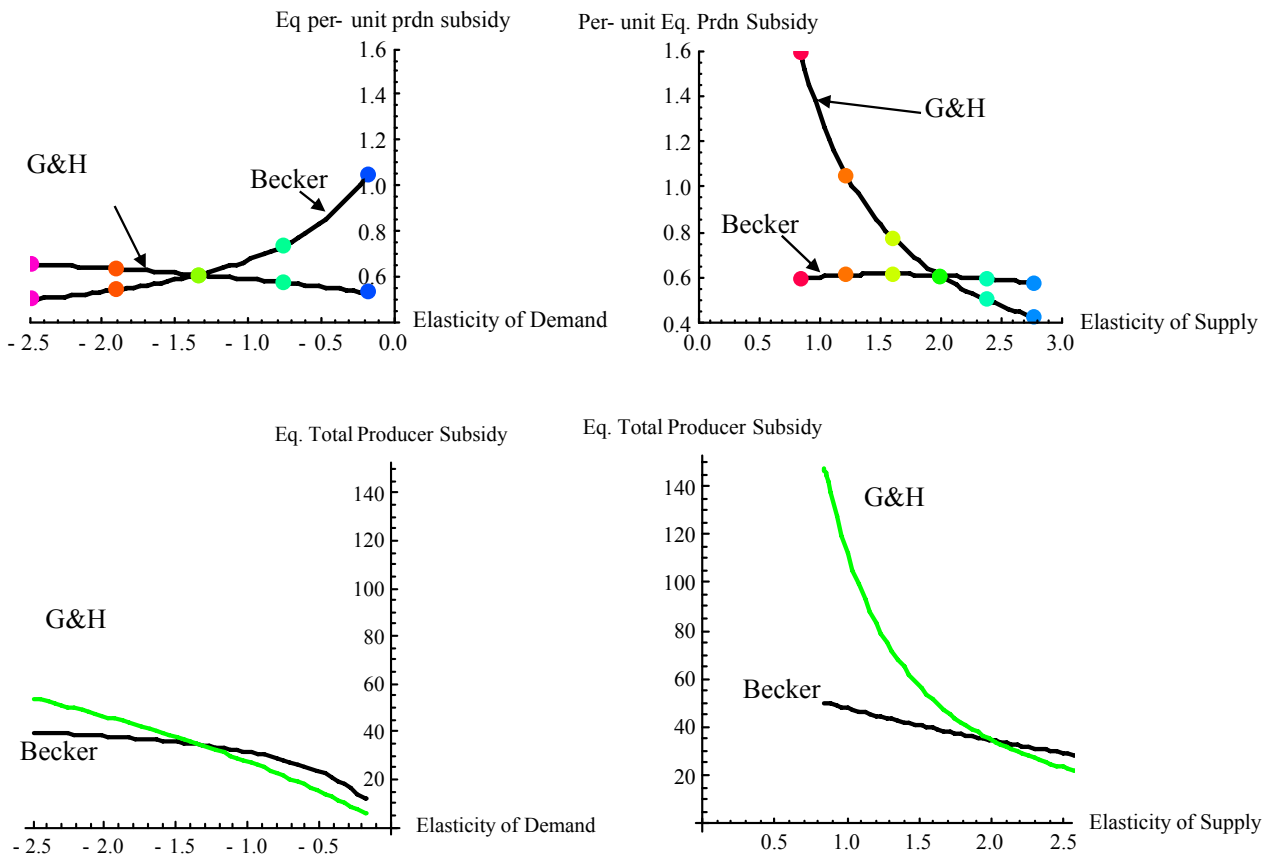 Eq per- unit prdn subsidy
1.6
1.4
1.2
1.0
0.8
0.6
G&H
Becker
Elasticity of Demand
- 2.5 - 2.0 - 1.5 - 1.0 - 0.5 0.0
Per- unit Eq. Prdn Subsidy
1.6
1.4
1.2
1.0
0.8
0.6
0.4
G&H
Becker
Elasticity of Supply
0.0 0.5 1.0 1.5 2.0 2.5 3.0
Eq. Total Producer Subsidy
140
120
100
80
60
40
20
G&H
Becker
Elasticity of Demand
- 2.5 - 2.0 - 1.5 - 1.0 - 0.5
Eq. Total Producer Subsidy
140
120
100
80
60
40
20
G&H
Becker
Elasticity of Supply
0.5 1.0 1.5 2.0 2.5